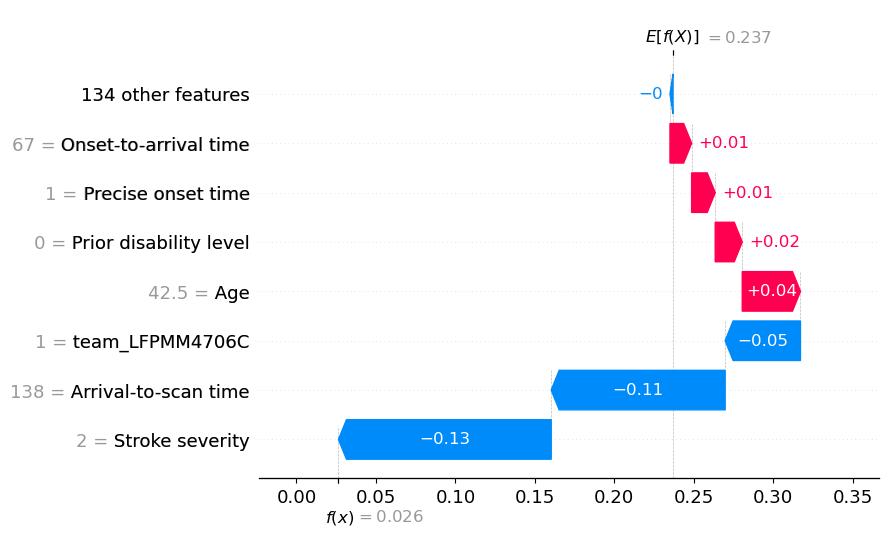 E[f(X)] = 0.237
134 other features −0
67 = Onset-to-arrival time +0.01
1 = Precise onset time +0.01
0 = Prior disability level +0.02
42.5 = Age +0.04
1 = team_LFPMM4706C −0.05
138 = Arrival-to-scan time −0.11
2 = Stroke severity −0.13
0.00 0.05 0.10 0.15 0.20 0.25 0.30 0.35
f(x) = 0.026